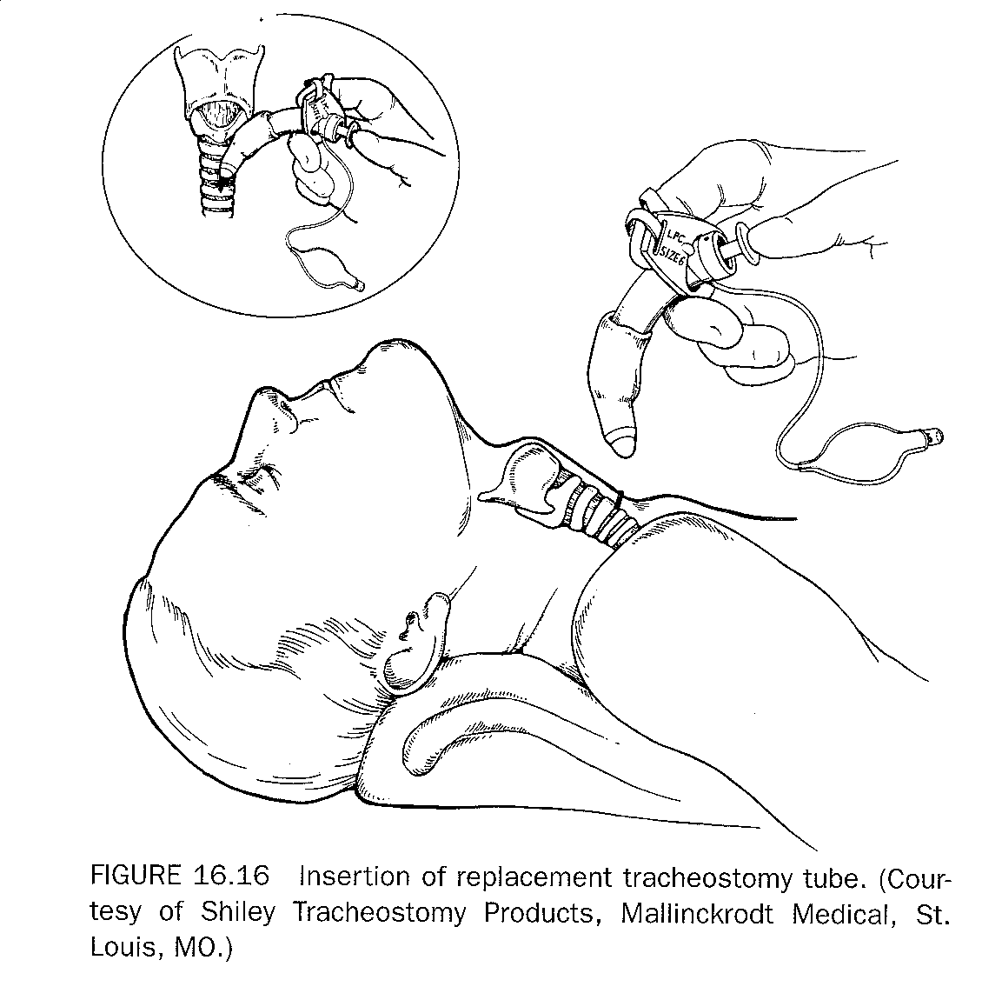 LPC
SIZE 6
FIGURE 16.16 Insertion of replacement tracheostomy tube. (Cour-
tesy of Shiley Tracheostomy Products, Mallinckrodt Medical, St.
Louis, MO.)